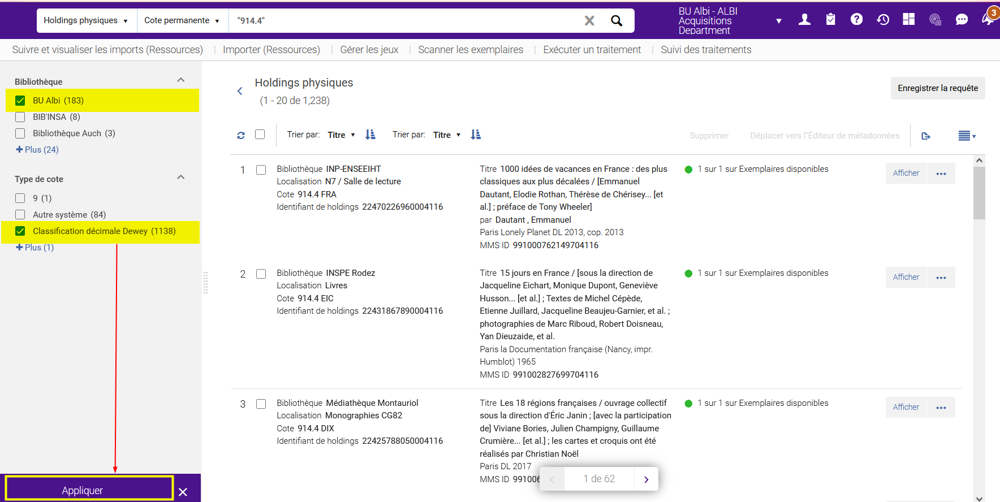 Holdings physiques
Cote permanente
"914.4"
BU Albi - ALBI
Acquisitions
Department
3
Suivre et visualiser les imports (Ressources)
Importer (Ressources)
Gérer les jeux
Scanner les exemplaires
Exécuter un traitement
Suivi des traitements
Bibliothèque
BU Albi (183)
BIB'INSA (8)
Bibliothèque Auch (3)
+ Plus (24)
Type de cote
9 (1)
Autre système (84)
Classification décimale Dewey (1138)
+ Plus (1)
Appliquer
Holdings physiques
(1 - 20 de 1,238)
Enregistrer la requête
Trier par: Titre
Trier par: Titre
Supprimer
Déplacer vers l"Éditeur de métadonnées
1
Bibliothèque INP-ENSEEIHT
Localisation N7 / Salle de lecture
Cote 914.4 FRA
Identifiant de holdings 22470226960004116
Titre 1000 idées de vacances en France : des plus
classiques aux plus décalées / [Emmanuel
Dautant, Elodie Rothan, Thérèse de Chérisey... [et
al.] ; préface de Tony Wheeler]
par Dautant , Emmanuel
Paris Lonely Planet DL 2013, cop. 2013
MMS ID 991000762149704116
1 sur 1 sur Exemplaires disponibles
Afficher
2
Bibliothèque INSPE Rodez
Localisation Livres
Cote 914.4 EIC
Identifiant de holdings 22431867890004116
Titre 15 jours en France / [sous la direction de
Jacqueline Eichart, Monique Dupont, Geneviève
Husson... [et al.] ; Textes de Michel Cépède,
Etienne Juillard, Jacqueline Beaujeu-Garnier, et al. ;
photographies de Marc Riboud, Robert Doisneau,
Yan Dieuzaide, et al.
Paris la Documentation française (Nancy, impr.
Humblot) 1965
MMS ID 991002827699704116
1 sur 1 sur Exemplaires disponibles
Afficher
3
Bibliothèque Médiathèque Montauriol
Localisation Monographies CG82
Cote 914.4 DIX
Identifiant de holdings 22425788050004116
Titre Les 18 régions françaises / ouvrage collectif
sous la direction d'Éric Janin ; [avec la participation
de] Viviane Bories, Julien Champigny, Guillaume
Crumière... [et al.] ; les cartes et croquis ont été
réalisés par Christian Noël
Paris DL 2017
MMS ID 99100
1 sur 1 sur Exemplaires disponibles
Afficher
1 de 62